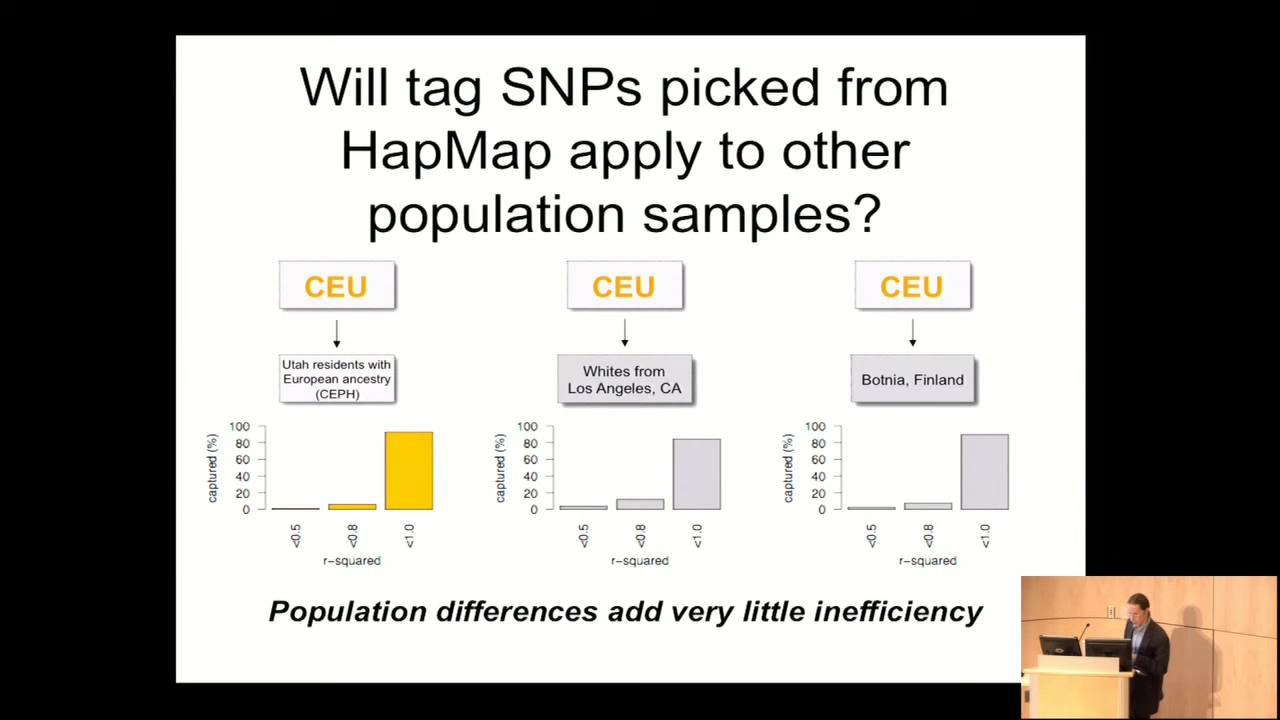 Will tag SNPs picked from
HapMap apply to other
population samples?
CEU
Utah residents with
European ancestry
(CEPH)
captured (%)
100
80
60
40
20
0
<0.5
<0.8
<1.0
r-squared
CEU
Whites from
Los Angeles, CA
captured (%)
100
80
60
40
20
0
<0.5
<0.8
<1.0
r-squared
CEU
Botnia, Finland
captured (%)
100
80
60
40
20
0
<0.5
<0.8
<1.0
r-squared
Population differences add very little inefficiency